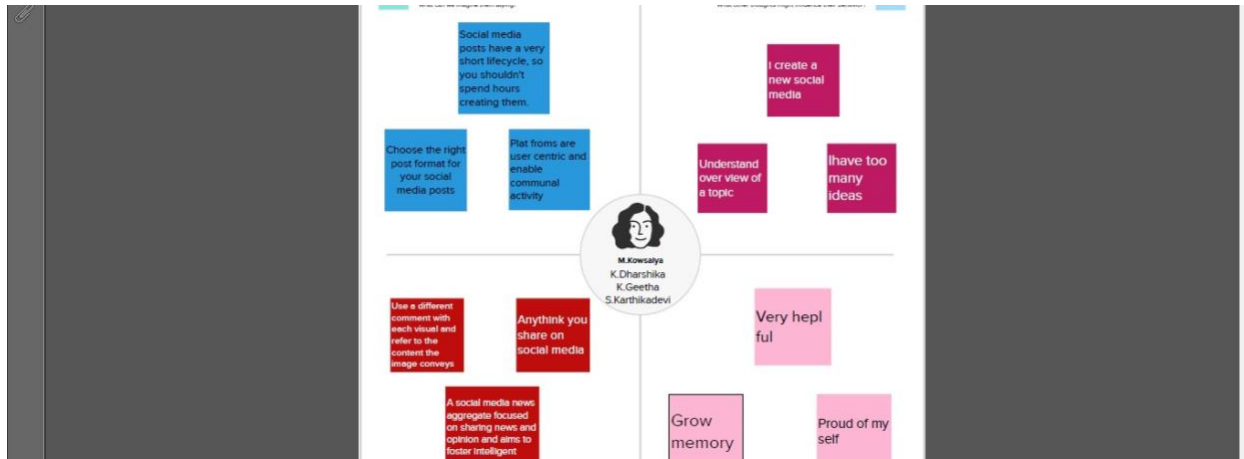 Social media
posts have a very
short lifecycle, so
you shouldn't
spend hours
creating them.
Choose the right
post format for
your social
media posts
Plat froms are
user centric and
enable
communal
activity
I create a
new social
media
Understand
over view of
a topic
Ihave too
many
ideas
M.Kowsalya
K.Dharshika
K.Geetha
S.Karthikadevi
Use a different
comment with
each visual and
refer to the
content the
image conveys
Anythink you
share on
social media
A social media news
aggregate focused
on sharing news and
opinion and aims to
foster intelligent
Very hepl
ful
Grow
memory
Proud of my
self